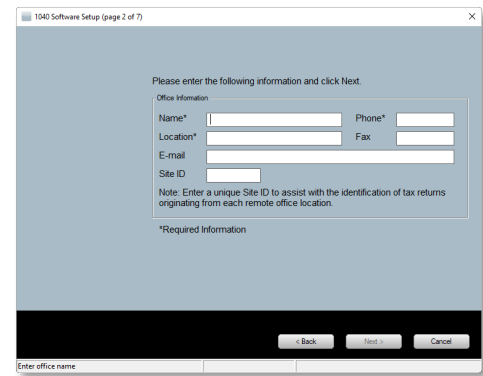 1040 Software Setup (page 2 of 7)
Please enter the following information and click Next.
Office Information
Name* Phone*
Location* Fax
E-mail
Site ID
Note: Enter a unique Site ID to assist with the identification of tax returns
originating from each remote office location.
*Required Information
< Back Next > Cancel
Enter office name